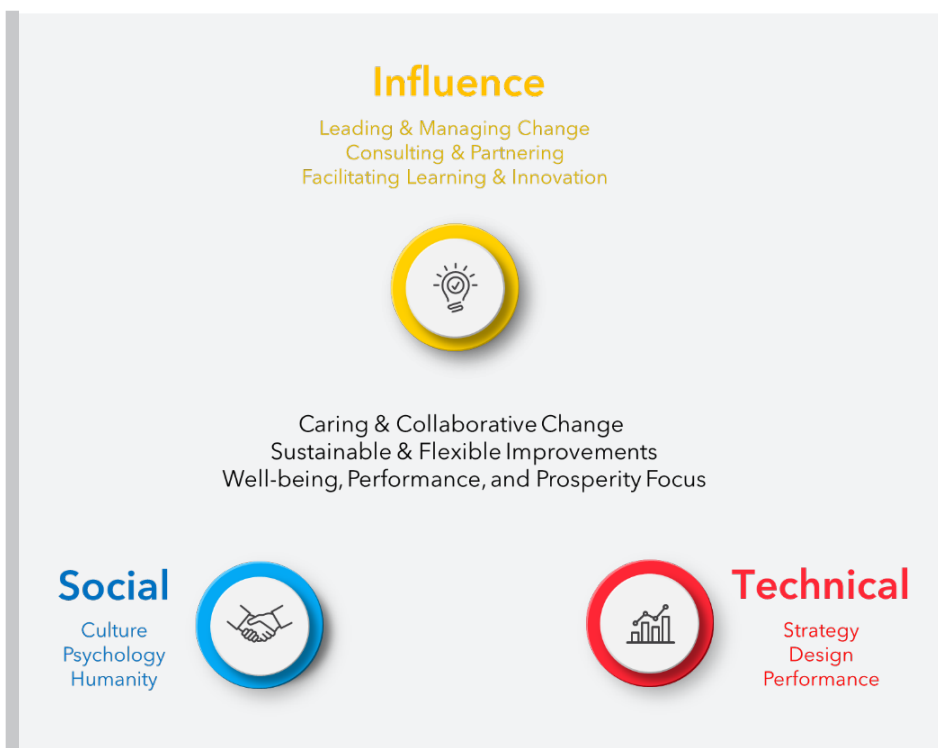 Influence
Leading & Managing Change
Consulting & Partnering
Facilitating Learning & Innovation
Caring & Collaborative Change
Sustainable & Flexible Improvements
Well-being, Performance, and Prosperity Focus
Social
Culture
Psychology
Humanity
Technical
Strategy
Design
Performance